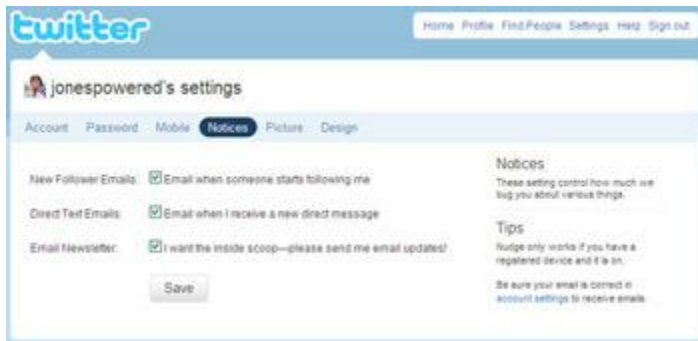 twitter
Home Profile Find People Settings Help Sign out
jonespowered's settings
Account Password Mobile Notices Picture Design
New Follower Emails: Email when someone starts following me
Direct Text Emails: Email when I receive a new direct message
Email Newsletter: I want the inside scoop—please send me email updates!
Save
Notices
These setting control how much we
bug you about various things.
Tips
Nudge only works if you have a
registered device and it is on.
Be sure your email is correct in
account settings to receive emails.